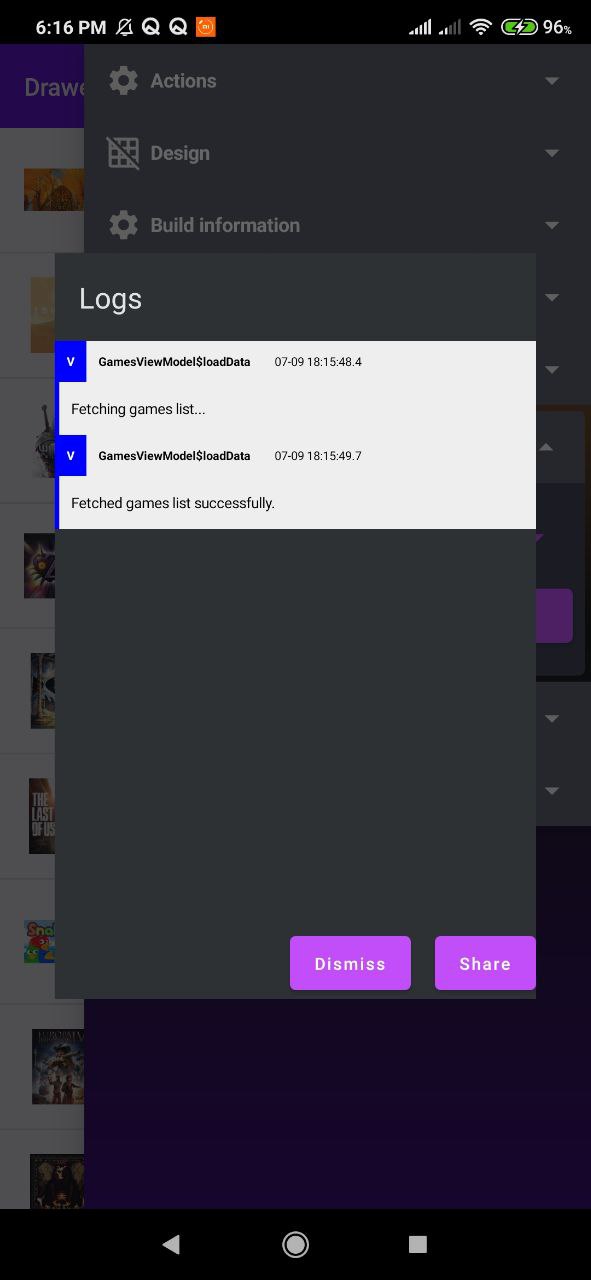 6:16 PM 96%
Drawe
Actions
Design
Build information
Logs
V GamesViewModel$loadData 07-09 18:15:48.4
Fetching games list...
V GamesViewModel$loadData 07-09 18:15:49.7
Fetched games list successfully.
THE
LAST
OF US
Sna
EUROPA
Dismiss Share